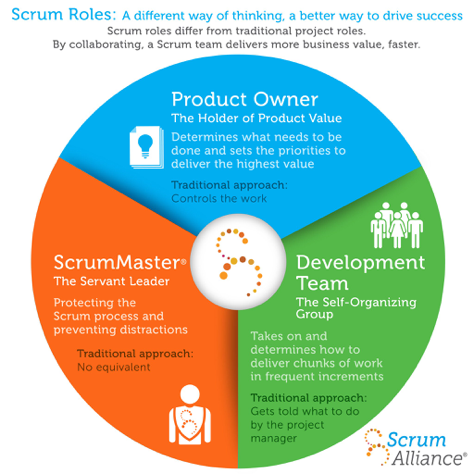 Scrum Roles: A different way of thinking, a better way to drive success
Scrum roles differ from traditional project roles.
By collaborating, a Scrum team delivers more business value, faster.
Product Owner
The Holder of Product Value
Determines what needs to be
done and sets the priorities to
deliver the highest value
Traditional approach:
Controls the work
ScrumMaster®
The Servant Leader
Protecting the
Scrum process and
preventing distractions
Traditional approach:
No equivalent
Development
Team
The Self-Organizing
Group
Takes on and
determines how to
deliver chunks of work
in frequent increments
Traditional approach:
Gets told what to do
by the project
manager
Scrum
Alliance®